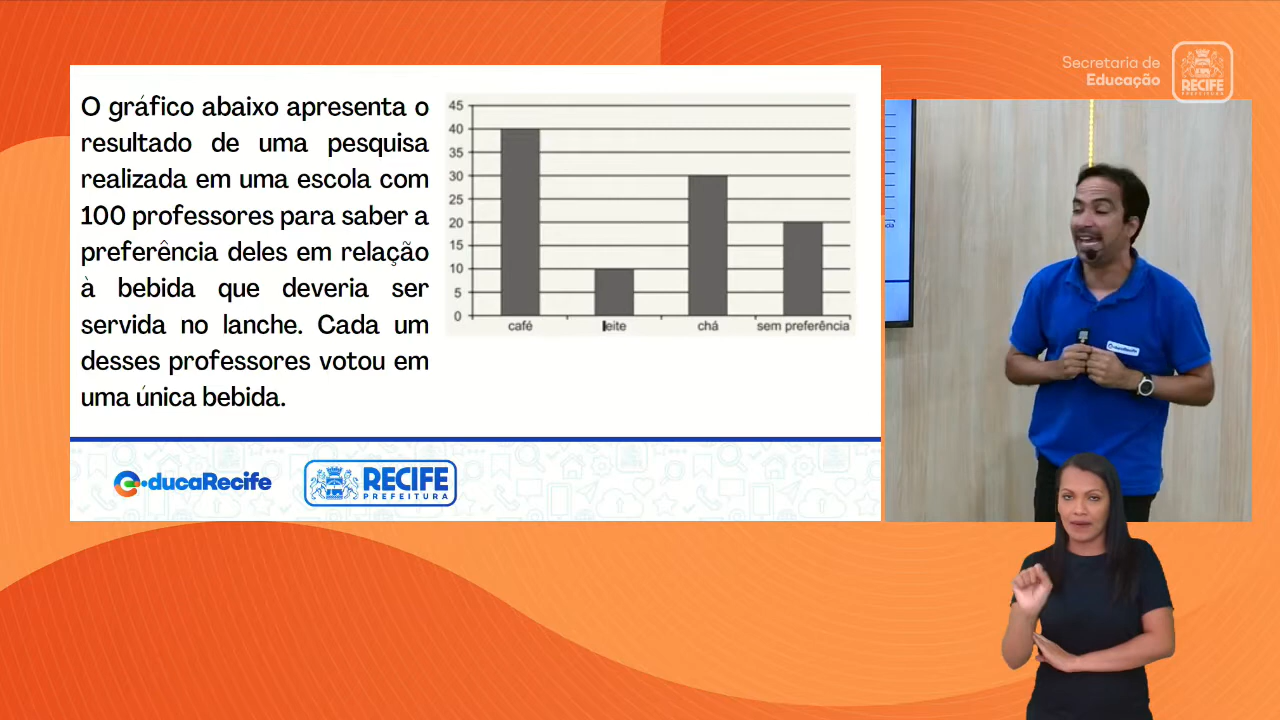 Secretaria de
Educação
RECIFE
PREFEITURA
O gráfico abaixo apresenta o
resultado de uma pesquisa
realizada em uma escola com
100 professores para saber a
preferência deles em relação
à bebida que deveria ser
servida no lanche. Cada um
desses professores votou em
uma única bebida.
45
40
35
30
25
20
15
10
5
0
café leite chá sem preferência
ducaRecife
RECIFE
PREFEITURA
ducaRecife